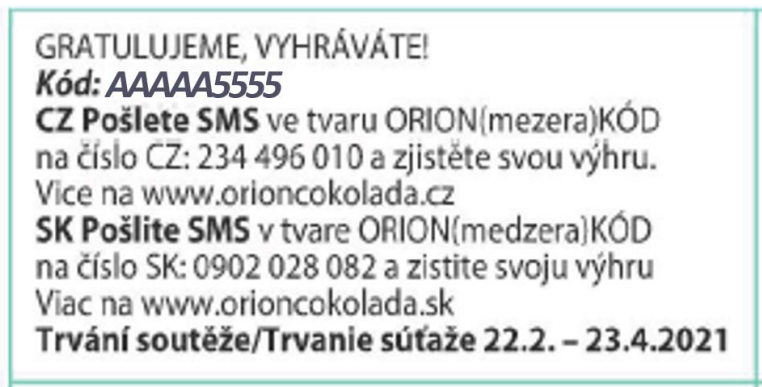 GRATULUJEME, VYHRÁVÁTE!
Kód: AAAAA5555
CZ Pošlete SMS ve tvaru ORION(mezera)KÓD
na číslo CZ: 234 496 010 a zjistěte svou výhru.
Vice na www.orioncokolada.cz
SK Pošlite SMS v tvare ORION(medzera)KÓD
na číslo SK: 0902 028 082 a zistite svoju výhru
Viac na www.orioncokolada.sk
Trvání soutěže/Trvanie súťaže 22.2. – 23.4.2021